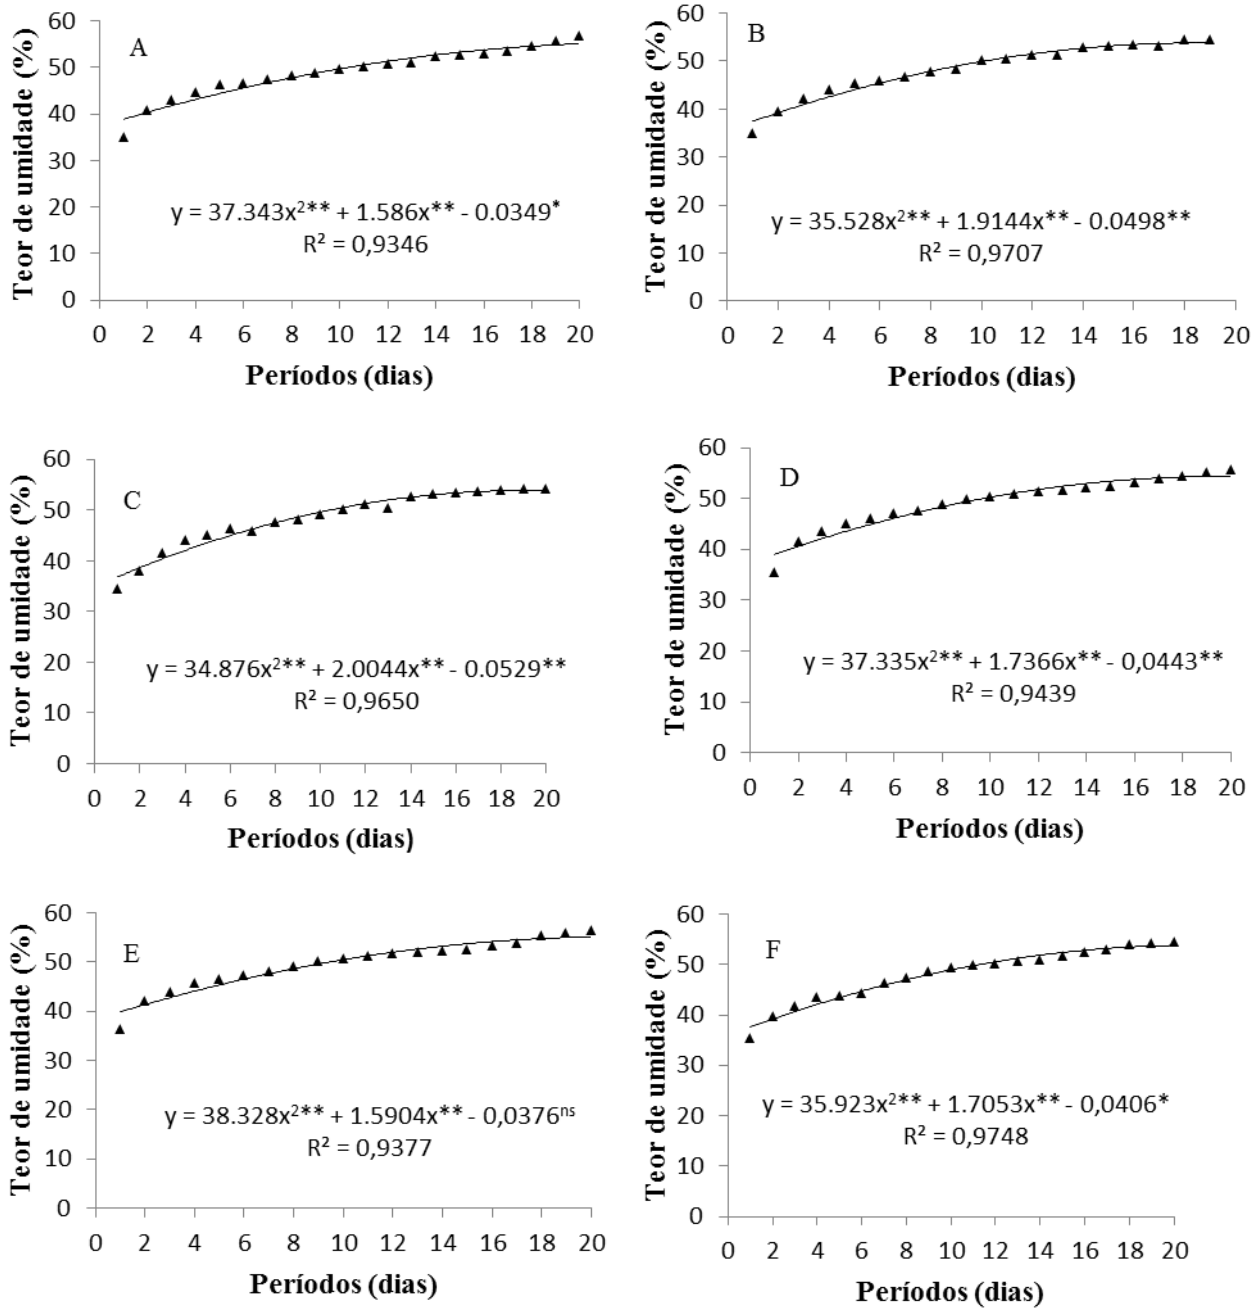 A
Teor de umidade (%)
60
50
40
30
20
10
0
y = 37.343x²** + 1.586x** - 0.0349*
R² = 0,9346
0 2 4 6 8 10 12 14 16 18 20
Períodos (dias)
B
Teor de umidade (%)
60
50
40
30
20
10
0
y = 35.528x²** + 1.9144x** - 0.0498**
R² = 0,9707
0 2 4 6 8 10 12 14 16 18 20
Períodos (dias)
C
Teor de umidade (%)
60
50
40
30
20
10
0
y = 34.876x²** + 2.0044x** - 0.0529**
R² = 0,9650
0 2 4 6 8 10 12 14 16 18 20
Períodos (dias)
D
Teor de umidade (%)
60
50
40
30
20
10
0
y = 37.335x²** + 1.7366x** - 0,0443**
R² = 0,9439
0 2 4 6 8 10 12 14 16 18 20
Períodos (dias)
E
Teor de umidade (%)
60
50
40
30
20
10
0
y = 38.328x²** + 1.5904x** - 0,0376ⁿˢ
R² = 0,9377
0 2 4 6 8 10 12 14 16 18 20
Períodos (dias)
F
Teor de umidade (%)
60
50
40
30
20
10
0
y = 35.923x²** + 1.7053x** - 0,0406*
R² = 0,9748
0 2 4 6 8 10 12 14 16 18 20
Períodos (dias)